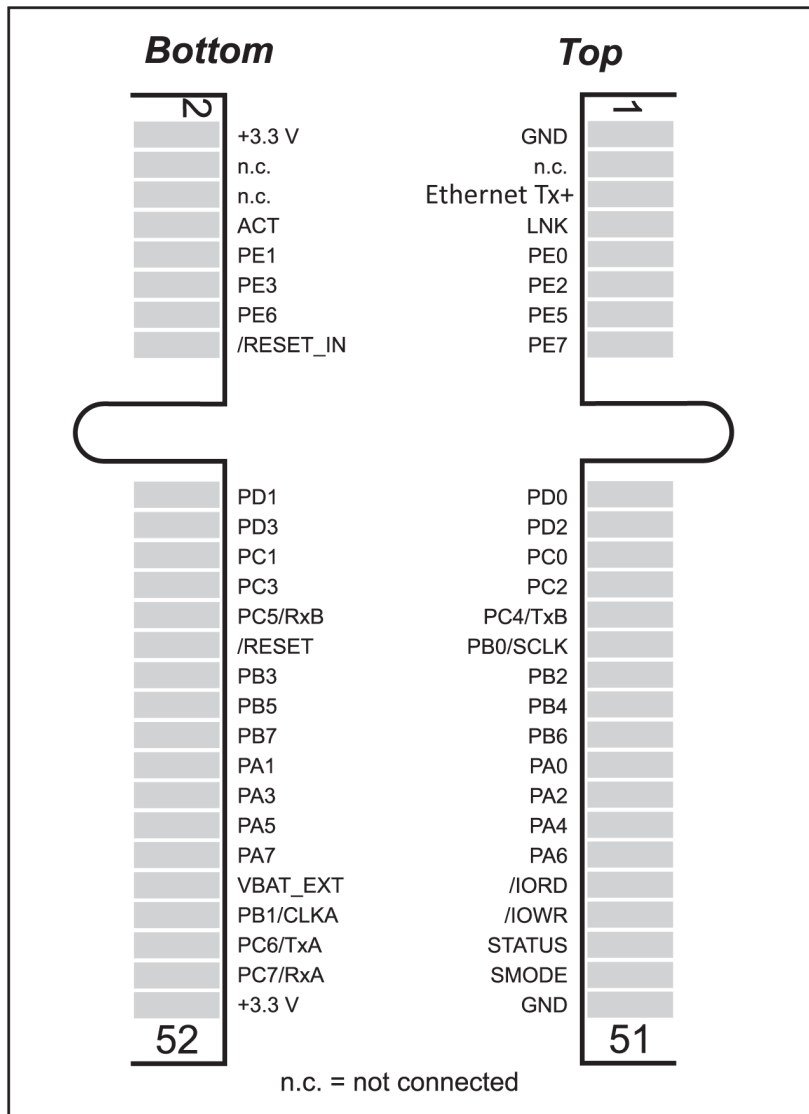 Bottom Top
2 1
+3.3 V GND
n.c. n.c.
n.c. Ethernet Tx+
ACT LNK
PE1 PE0
PE3 PE2
PE6 PE5
/RESET_IN PE7
PD1 PD0
PD3 PD2
PC1 PC0
PC3 PC2
PC5/RxB PC4/TxB
/RESET PB0/SCLK
PB3 PB2
PB5 PB4
PB7 PB6
PA1 PA0
PA3 PA2
PA5 PA4
PA7 PA6
VBAT_EXT /IORD
PB1/CLKA /IOWR
PC6/TxA STATUS
PC7/RxA SMODE
+3.3 V GND
52 51
n.c. = not connected